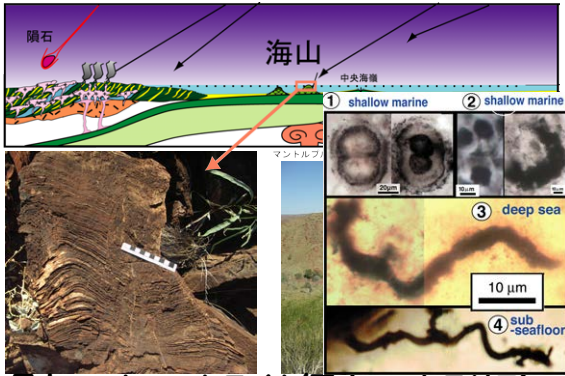 隕石
海山
中央海嶺
マントルプル
① shallow marine
② shallow marine
20μm
10μm
③ deep sea
10 μm
④ sub
-seafloor